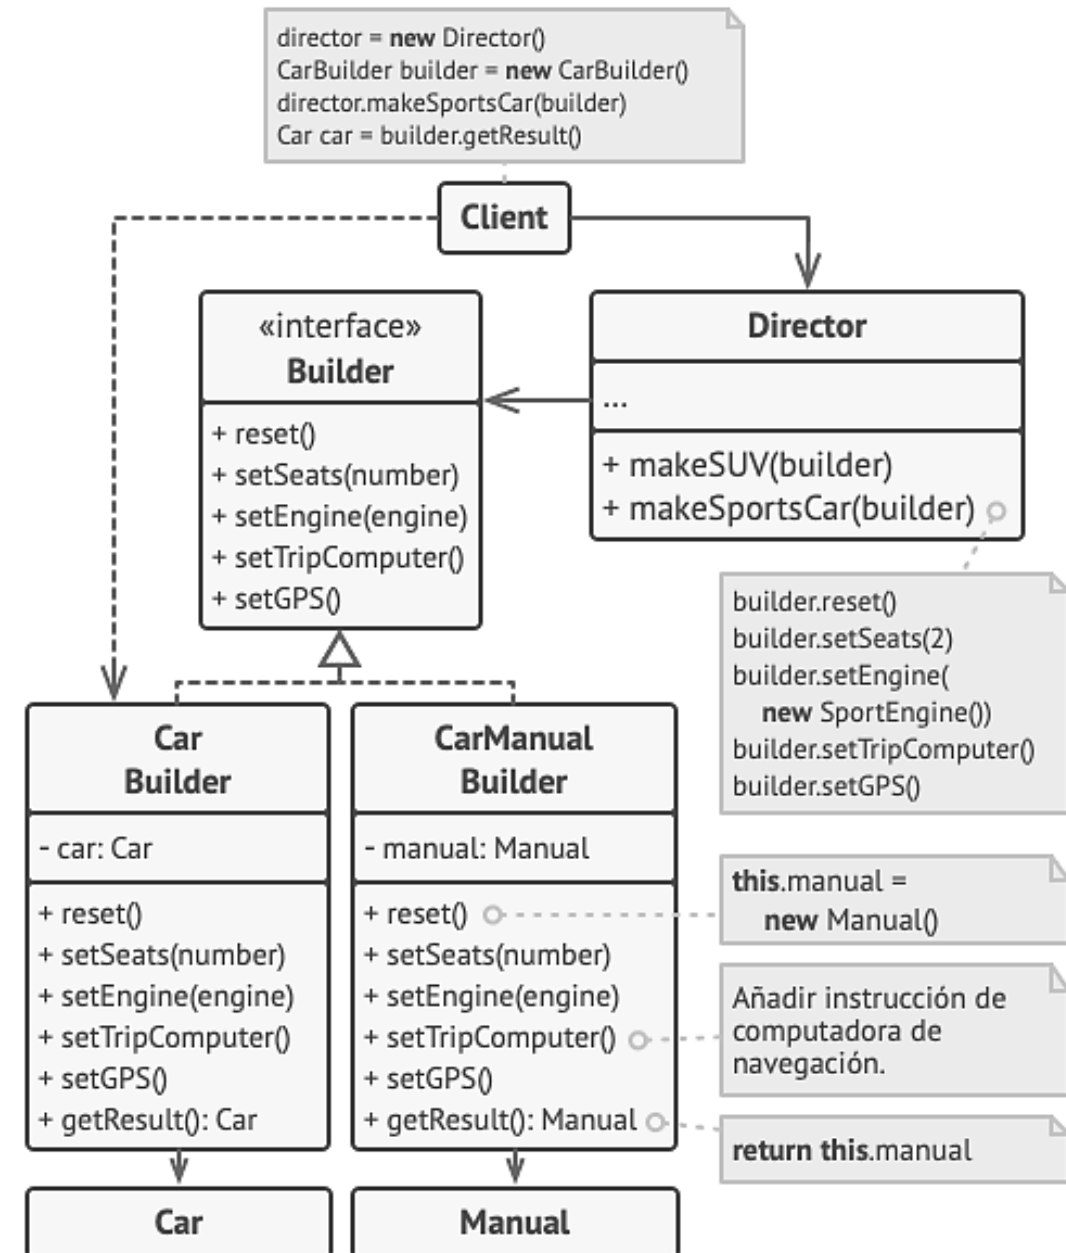 director = new Director()
CarBuilder builder = new CarBuilder()
director.makeSportsCar(builder)
Car car = builder.getResult()
Client
«interface»
Builder
+ reset()
+ setSeats(number)
+ setEngine(engine)
+ setTripComputer()
+ setGPS()
Director
...
+ makeSUV(builder)
+ makeSportsCar(builder)
builder.reset()
builder.setSeats(2)
builder.setEngine(
new SportEngine())
builder.setTripComputer()
builder.setGPS()
Car
Builder
- car: Car
+ reset()
+ setSeats(number)
+ setEngine(engine)
+ setTripComputer()
+ setGPS()
+ getResult(): Car
CarManual
Builder
- manual: Manual
+ reset()
+ setSeats(number)
+ setEngine(engine)
+ setTripComputer()
+ setGPS()
+ getResult(): Manual
this.manual =
new Manual()
Añadir instrucción de
computadora de
navegación.
return this.manual
Car
Manual